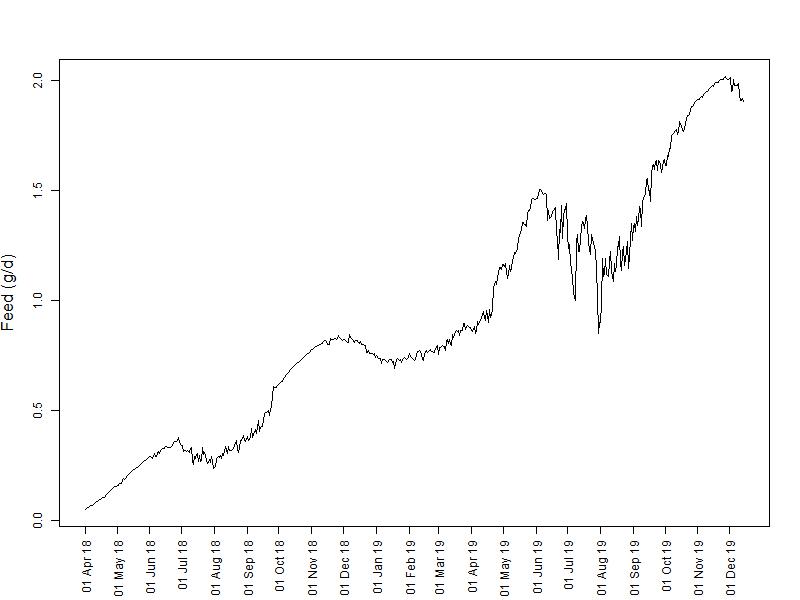 Feed (g/d)
2.0
1.5
1.0
0.5
0.0
01 Apr 18
01 May 18
01 Jun 18
01 Jul 18
01 Aug 18
01 Sep 18
01 Oct 18
01 Nov 18
01 Dec 18
01 Jan 19
01 Feb 19
01 Mar 19
01 Apr 19
01 May 19
01 Jun 19
01 Jul 19
01 Aug 19
01 Sep 19
01 Oct 19
01 Nov 19
01 Dec 19